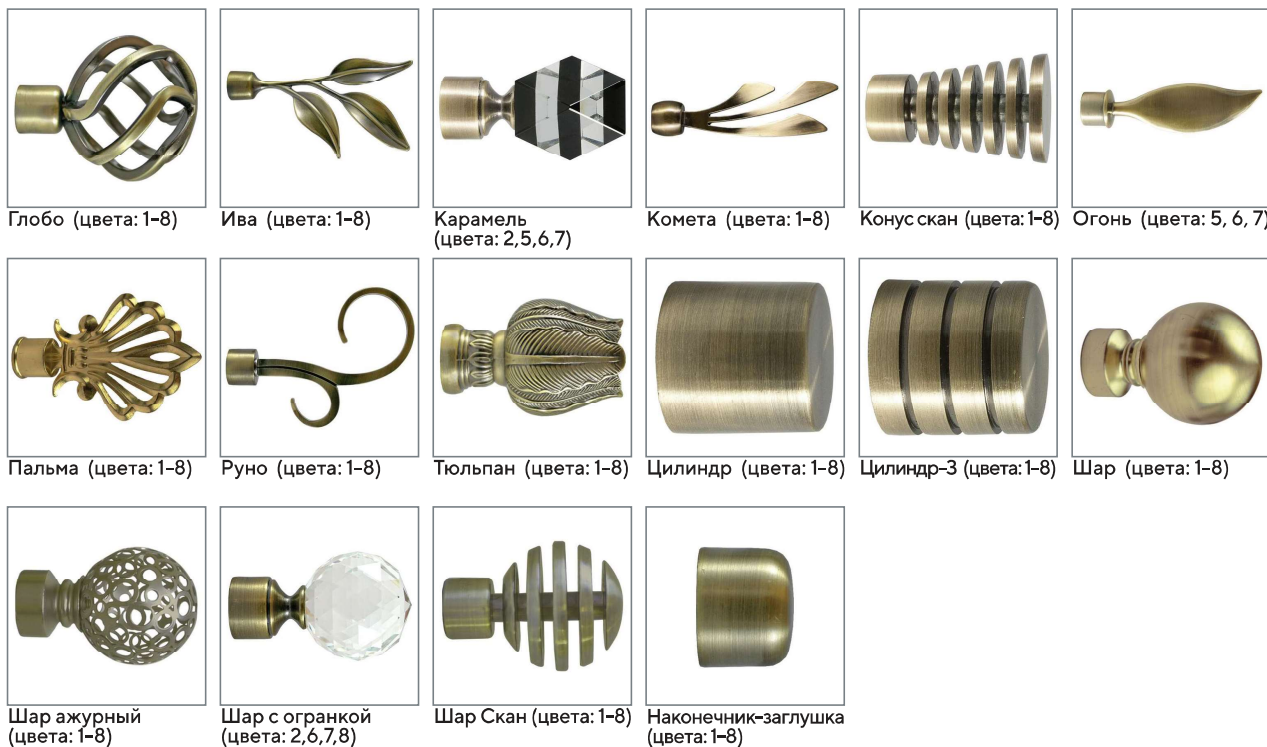 Глобо (цвета: 1-8)
Ива (цвета: 1-8)
Карамель
(цвета: 2,5,6,7)
Комета (цвета: 1-8)
Конус скан (цвета: 1-8)
Огонь (цвета: 5, 6, 7)
Пальма (цвета: 1-8)
Руно (цвета: 1-8)
Тюльпан (цвета: 1-8)
Цилиндр (цвета: 1-8)
Цилиндр-3 (цвета: 1-8)
Шар (цвета: 1-8)
Шар ажурный
(цвета: 1-8)
Шар с огранкой
(цвета: 2,6,7,8)
Шар Скан (цвета: 1-8)
Наконечник-заглушка
(цвета: 1-8)